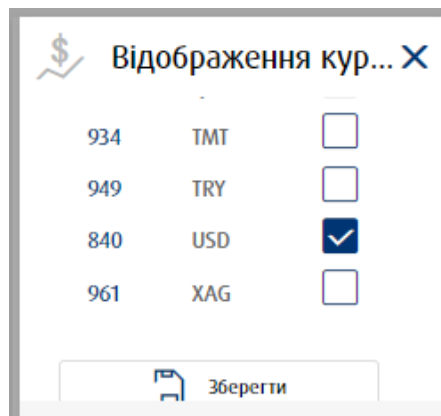 Відображення кур...
934 TMT
949 TRY
840 USD
961 XAG
Зберегти